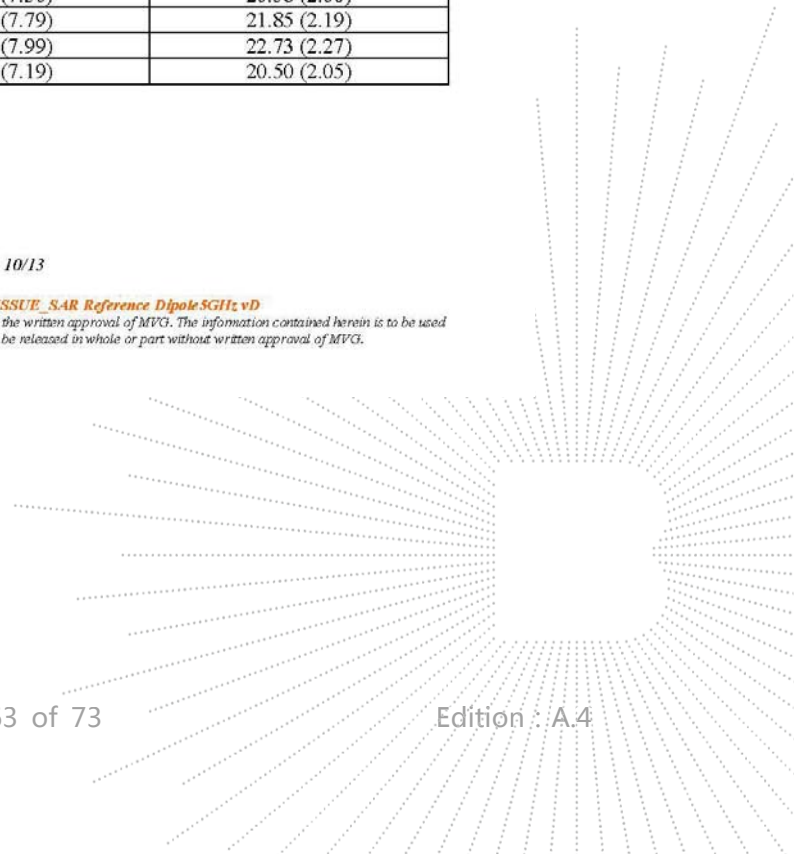 (7.79) 21.85 (2.19)
(7.99) 22.73 (2.27)
(7.19) 20.50 (2.05)
10/13
SSUE_SAR Reference Dipole5GHz vD
the written approval of MVG. The information contained herein is to be used
be released in whole or part without written approval of MVG.
3 of 73 Edition : A.4